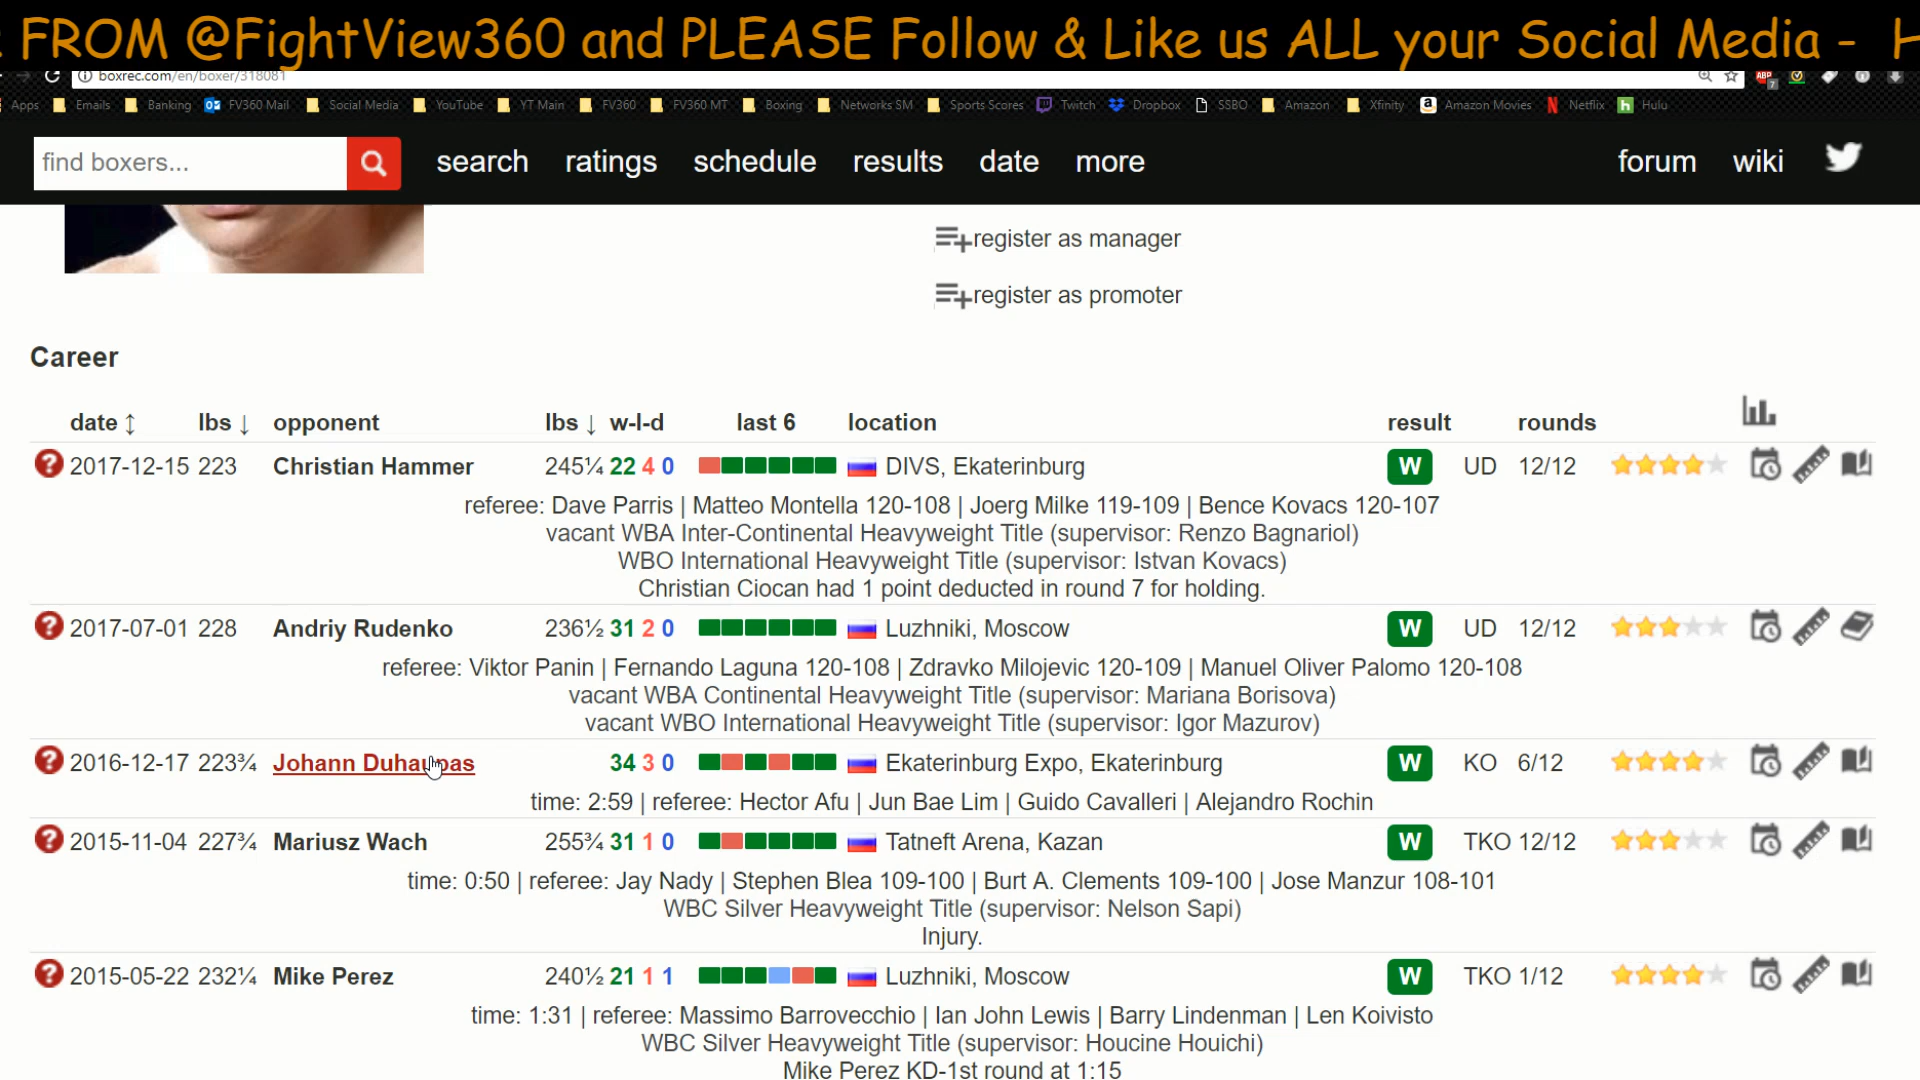 FROM @FightView360 and PLEASE Follow & Like us ALL your Social Media -
boxrec.com/en/boxer/318081
Apps Emails Banking FV360 Mail Social Media YouTube YT Main FV360 FV360 MT Boxing Networks SM Sports Scores Twitch Dropbox SSBO Amazon Xfinity Amazon Movies Netflix Hulu
find boxers... search ratings schedule results date more forum wiki
register as manager
register as promoter
Career
date ↕ lbs ↓ opponent lbs ↓ w-l-d last 6 location result rounds
2017-12-15 223 Christian Hammer 245¼ 22 4 0 DIVS, Ekaterinburg W UD 12/12
referee: Dave Parris | Matteo Montella 120-108 | Joerg Milke 119-109 | Bence Kovacs 120-107
vacant WBA Inter-Continental Heavyweight Title (supervisor: Renzo Bagnariol)
WBO International Heavyweight Title (supervisor: Istvan Kovacs)
Christian Ciocan had 1 point deducted in round 7 for holding.
2017-07-01 228 Andriy Rudenko 236½ 31 2 0 Luzhniki, Moscow W UD 12/12
referee: Viktor Panin | Fernando Laguna 120-108 | Zdravko Milojevic 120-109 | Manuel Oliver Palomo 120-108
vacant WBA Continental Heavyweight Title (supervisor: Mariana Borisova)
vacant WBO International Heavyweight Title (supervisor: Igor Mazurov)
2016-12-17 223¾ Johann Duhaupas 34 3 0 Ekaterinburg Expo, Ekaterinburg W KO 6/12
time: 2:59 | referee: Hector Afu | Jun Bae Lim | Guido Cavalleri | Alejandro Rochin
2015-11-04 227¾ Mariusz Wach 255¾ 31 1 0 Tatneft Arena, Kazan W TKO 12/12
time: 0:50 | referee: Jay Nady | Stephen Blea 109-100 | Burt A. Clements 109-100 | Jose Manzur 108-101
WBC Silver Heavyweight Title (supervisor: Nelson Sapi)
Injury.
2015-05-22 232¼ Mike Perez 240½ 21 1 1 Luzhniki, Moscow W TKO 1/12
time: 1:31 | referee: Massimo Barrovecchio | Ian John Lewis | Barry Lindenman | Len Koivisto
WBC Silver Heavyweight Title (supervisor: Houcine Houichi)
Mike Perez KD-1st round at 1:15